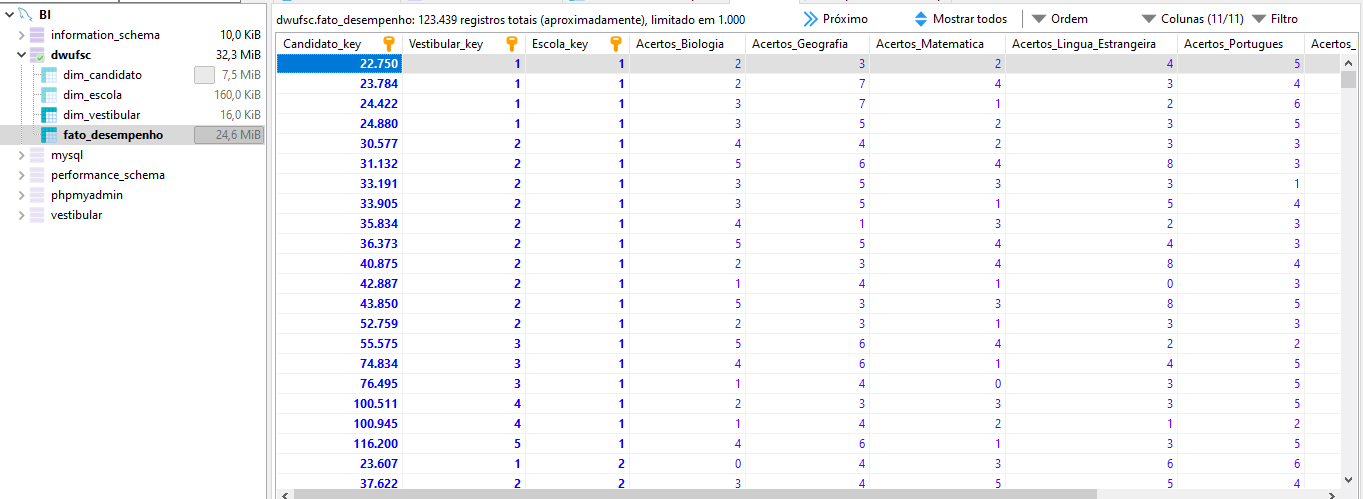 BI
information_schema 10,0 KiB
dwufsc 32,3 MiB
dim_candidato 7,5 MiB
dim_escola 160,0 KiB
dim_vestibular 16,0 KiB
fato_desempenho 24,6 MiB
mysql
performance_schema
phpmyadmin
vestibular
dwufsc.fato_desempenho: 123.439 registros totais (aproximadamente), limitado em 1.000 Próximo Mostrar todos Ordem Colunas (11/11) Filtro
Candidato_key Vestibular_key Escola_key Acertos_Biologia Acertos_Geografia Acertos_Matematica Acertos_Lingua_Estrangeira Acertos_Portugues Acertos_
22.750 1 1 2 3 2 4 5
23.784 1 1 2 7 4 3 4
24.422 1 1 3 7 1 2 6
24.880 1 1 3 5 2 3 5
30.577 2 1 4 4 2 3 3
31.132 2 1 5 6 4 8 3
33.191 2 1 3 5 3 3 1
33.905 2 1 3 5 1 5 4
35.834 2 1 4 1 3 2 3
36.373 2 1 5 5 4 4 3
40.875 2 1 2 3 4 8 4
42.887 2 1 1 4 1 0 3
43.850 2 1 5 3 3 8 5
52.759 2 1 2 3 1 3 3
55.575 3 1 5 6 4 2 2
74.834 3 1 4 6 1 4 5
76.495 3 1 1 4 0 3 5
100.511 4 1 2 3 3 3 5
100.945 4 1 1 4 2 1 2
116.200 5 1 4 6 1 3 5
23.607 1 2 0 4 3 6 6
37.622 2 2 3 4 5 5 4